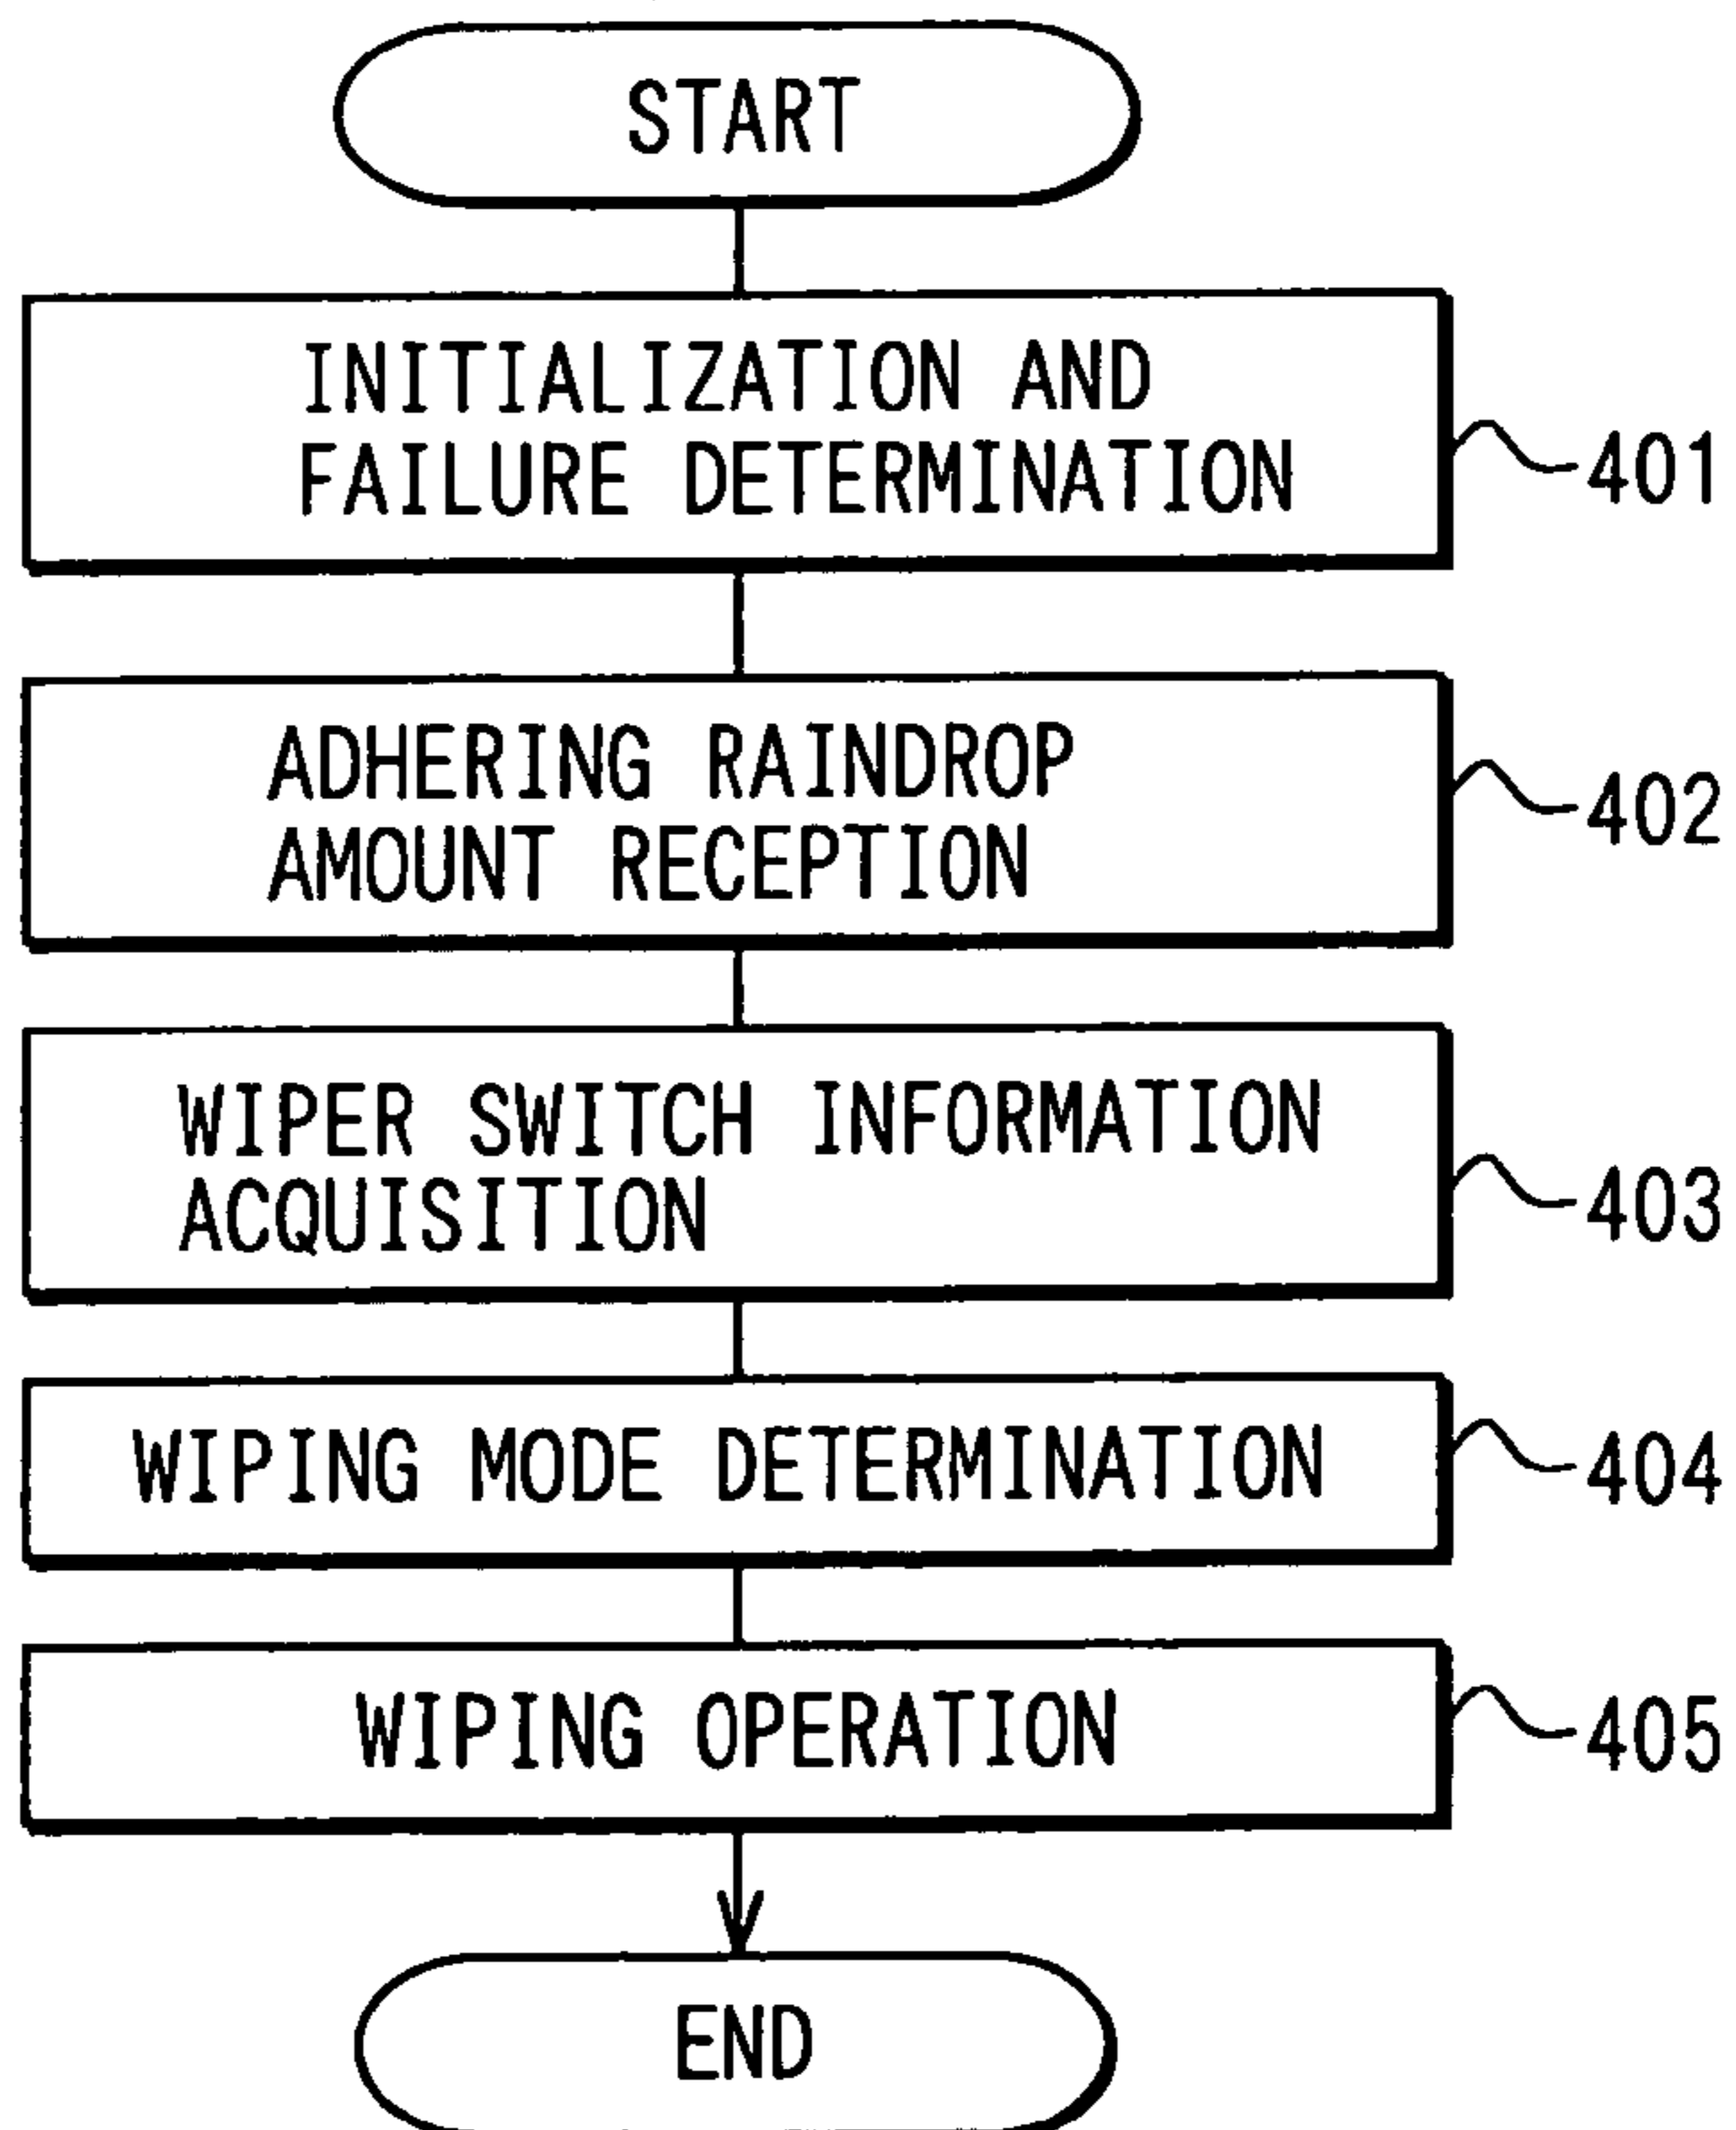 START
INITIALIZATION AND
FAILURE DETERMINATION
401
ADHERING RAINDROP
AMOUNT RECEPTION
402
WIPER SWITCH INFORMATION
ACQUISITION
403
WIPING MODE DETERMINATION
404
WIPING OPERATION
405
END